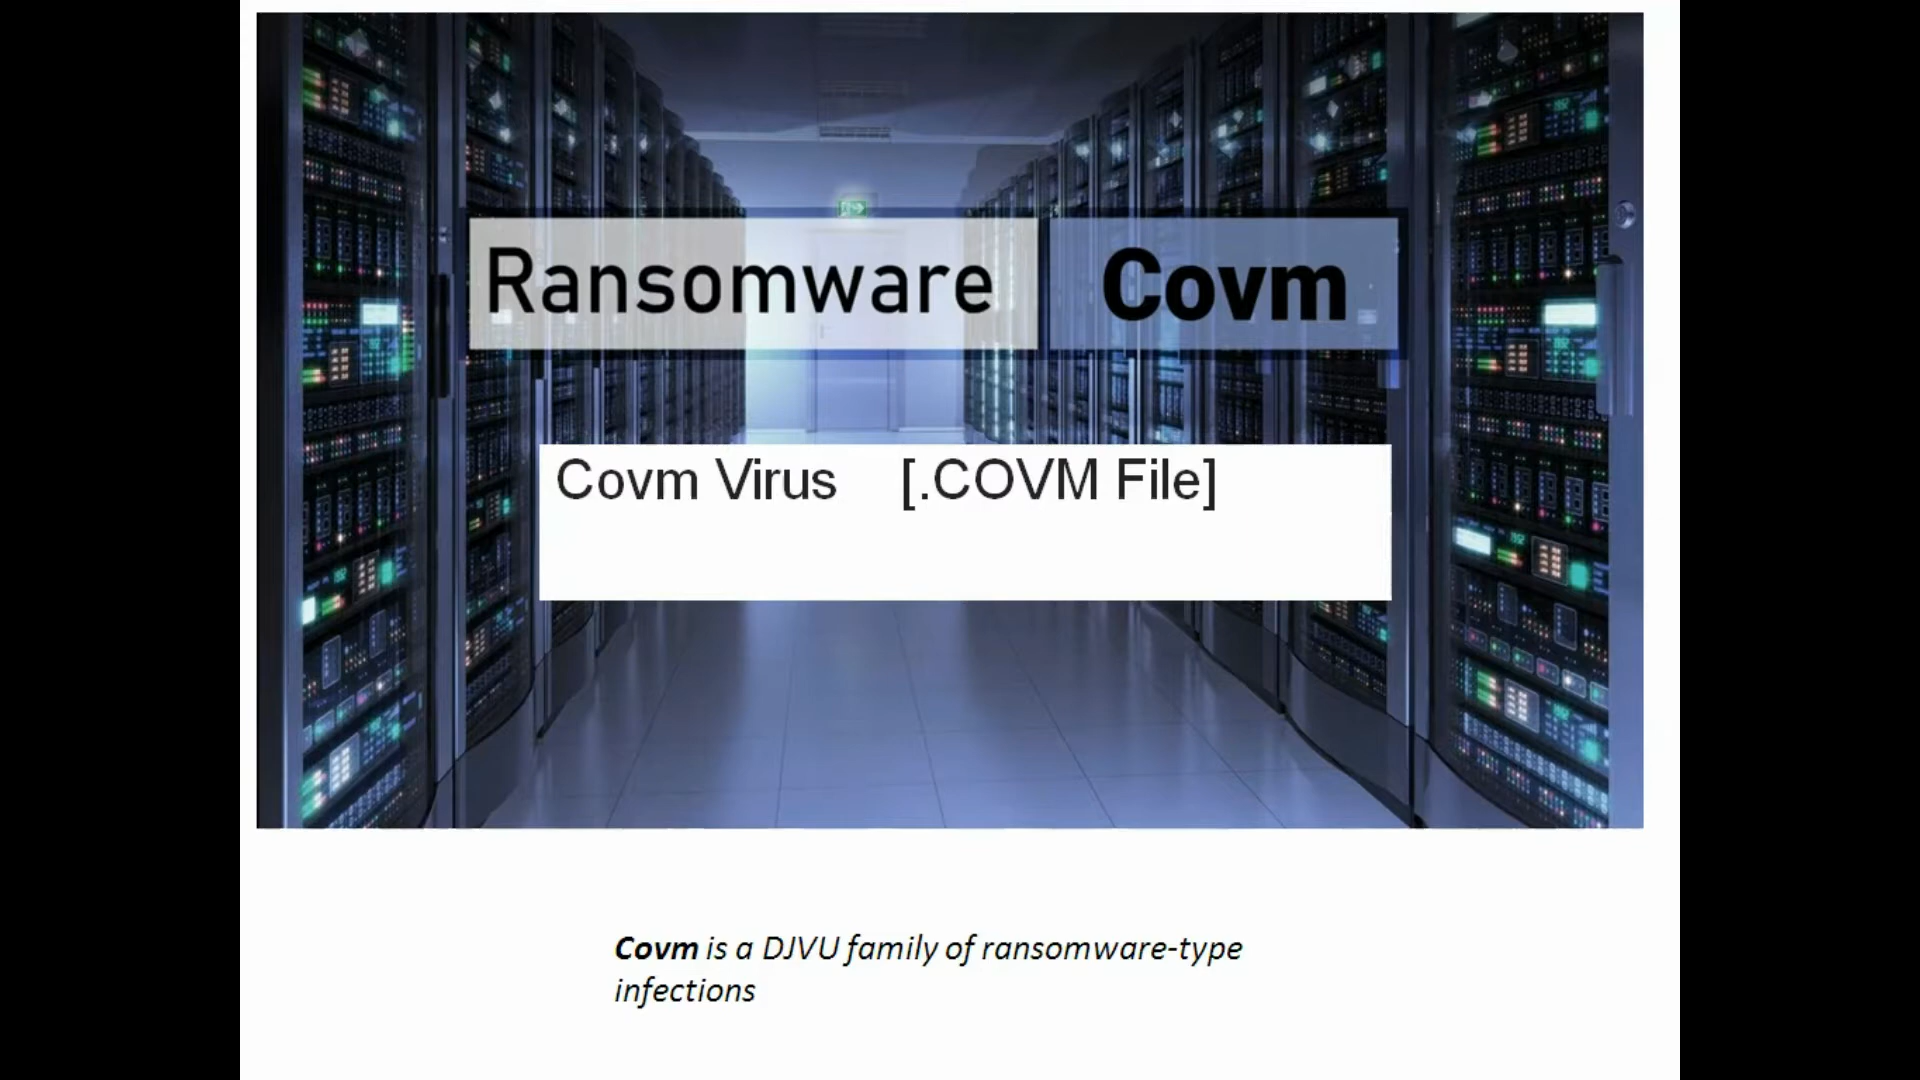 Ransomware Covm
Covm Virus [.COVM File]
Covm is a DJVU family of ransomware-type
infections